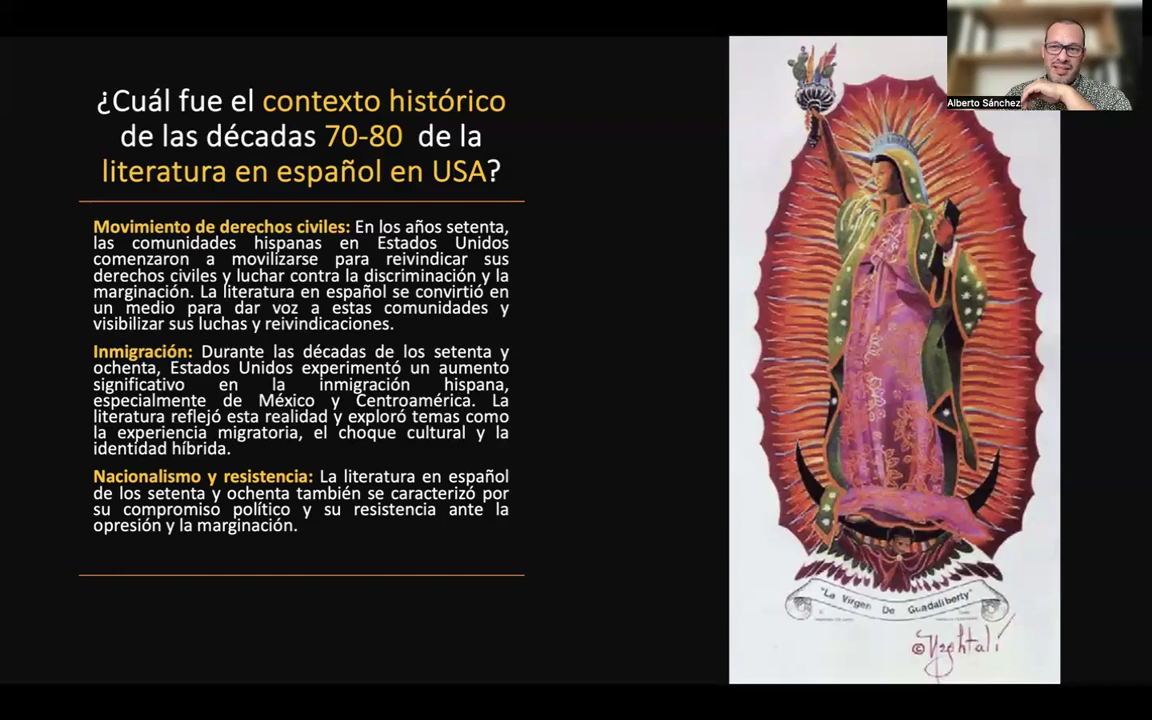 ¿Cuál fue el contexto histórico
de las décadas 70-80 de la
literatura en español en USA?
Movimiento de derechos civiles: En los años setenta,
las comunidades hispanas en Estados Unidos
comenzaron a movilizarse para reivindicar sus
derechos civiles y luchar contra la discriminación y la
marginación. La literatura en español se convirtió en
un medio para dar voz a estas comunidades y
visibilizar sus luchas y reivindicaciones.
Inmigración: Durante las décadas de los setenta y
ochenta, Estados Unidos experimentó un aumento
significativo en la inmigración hispana,
especialmente de México y Centroamérica. La
literatura reflejó esta realidad y exploró temas como
la experiencia migratoria, el choque cultural y la
identidad híbrida.
Nacionalismo y resistencia: La literatura en español
de los setenta y ochenta también se caracterizó por
su compromiso político y su resistencia ante la
opresión y la marginación.
Alberto Sánchez
"La Virgen De Guadaliberty"